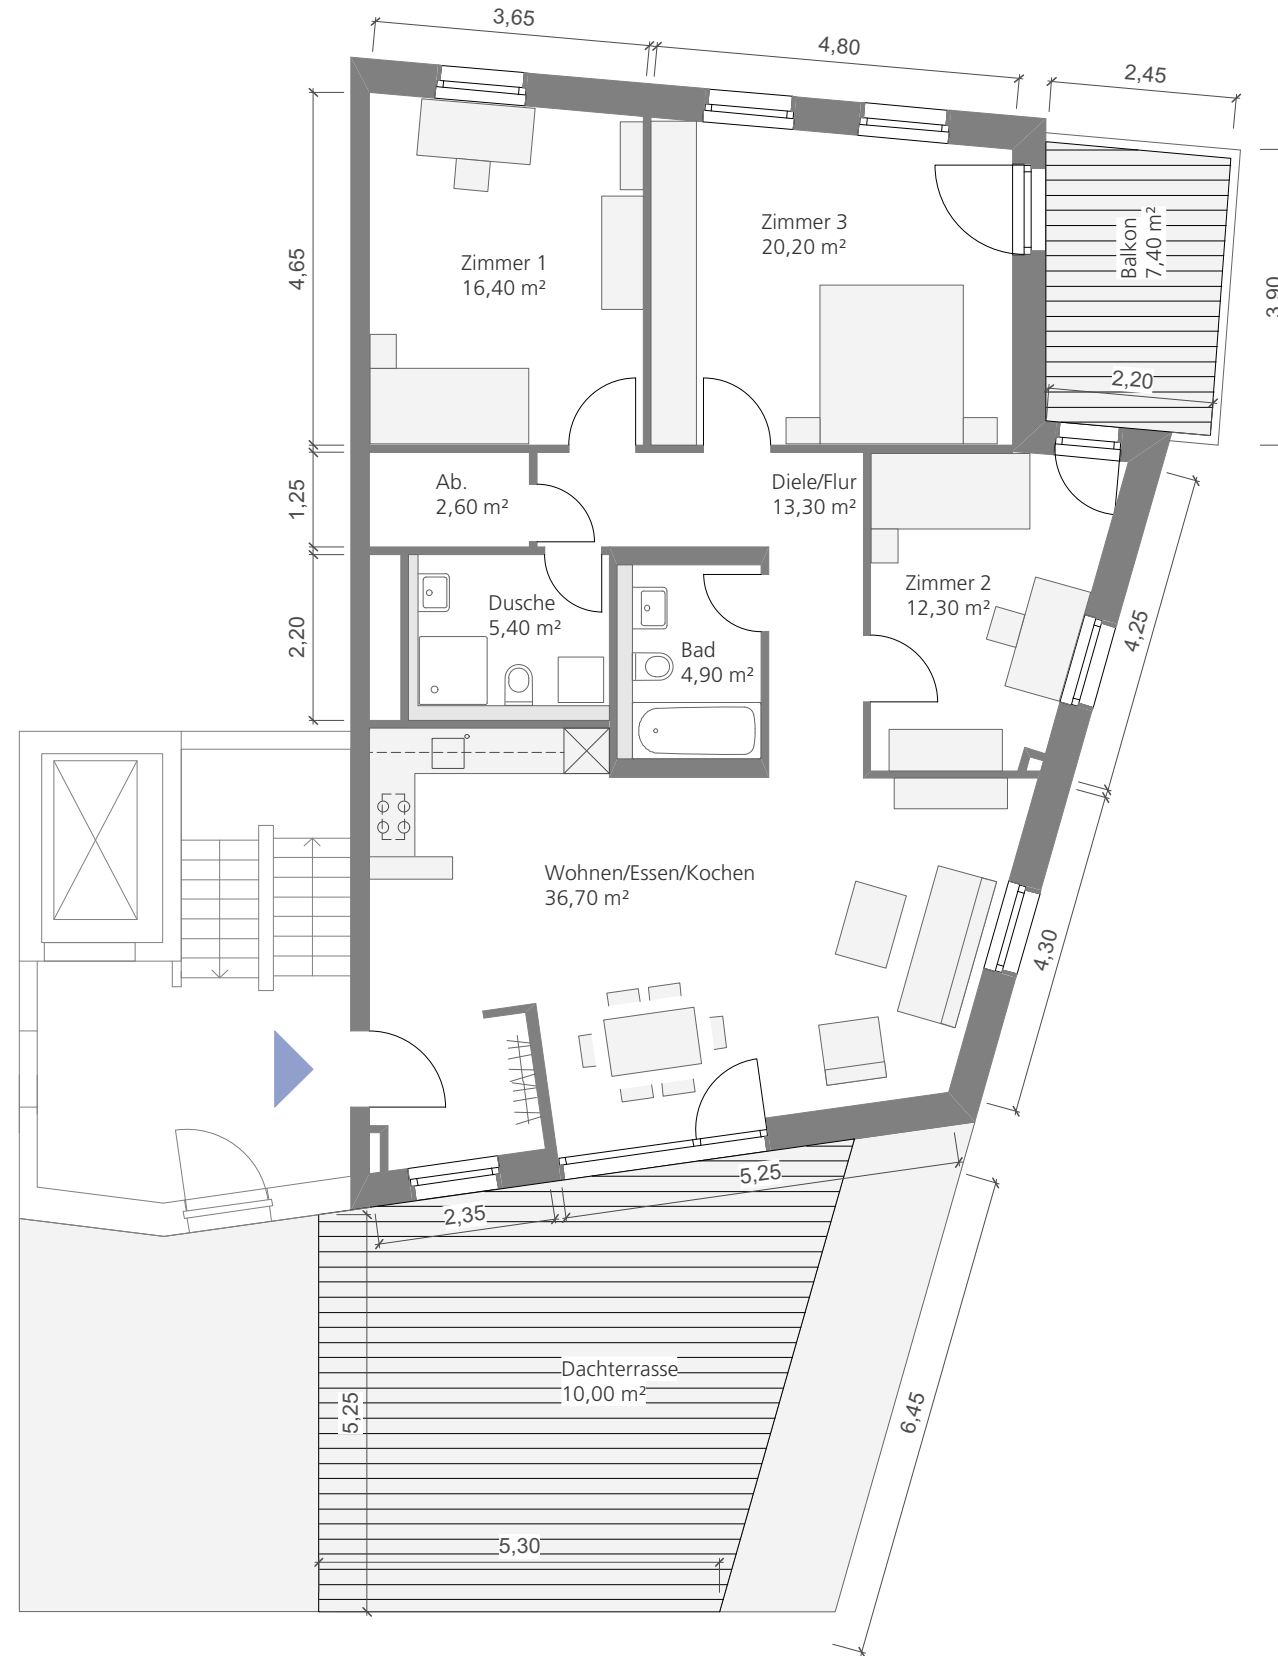 3,65
4,80
2,45
4,65
Zimmer 1
16,40 m²
Zimmer 3
20,20 m²
Balkon
7,40 m²
3,90
2,20
1,25
Ab.
2,60 m²
Diele/Flur
13,30 m²
2,20
Dusche
5,40 m²
Bad
4,90 m²
Zimmer 2
12,30 m²
4,25
Wohnen/Essen/Kochen
36,70 m²
4,30
2,35
5,25
Dachterrasse
10,00 m²
5,25
6,45
5,30